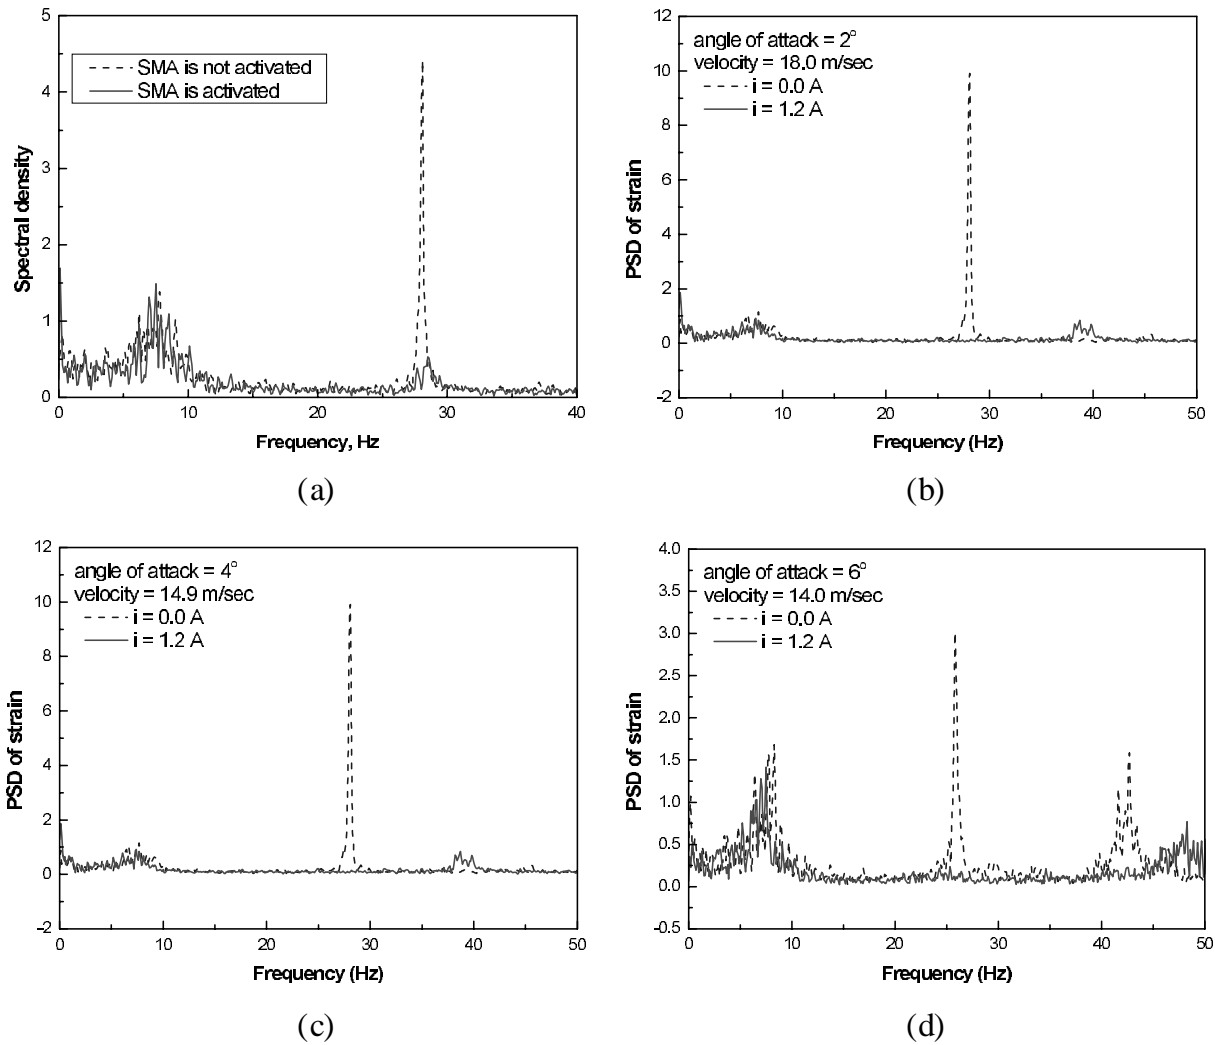 5
4
3
2
1
0
Spectral density
SMA is not activated
SMA is activated
0 10 20 30 40
Frequency, Hz
(a)
12
10
8
6
4
2
0
-2
PSD of strain
angle of attack = 2°
velocity = 18.0 m/sec
i = 0.0 A
i = 1.2 A
0 10 20 30 40 50
Frequency (Hz)
(b)
12
10
8
6
4
2
0
-2
PSD of strain
angle of attack = 4°
velocity = 14.9 m/sec
i = 0.0 A
i = 1.2 A
0 10 20 30 40 50
Frequency (Hz)
(c)
4.0
3.5
3.0
2.5
2.0
1.5
1.0
0.5
0.0
-0.5
PSD of strain
angle of attack = 6°
velocity = 14.0 m/sec
i = 0.0 A
i = 1.2 A
0 10 20 30 40 50
Frequency (Hz)
(d)